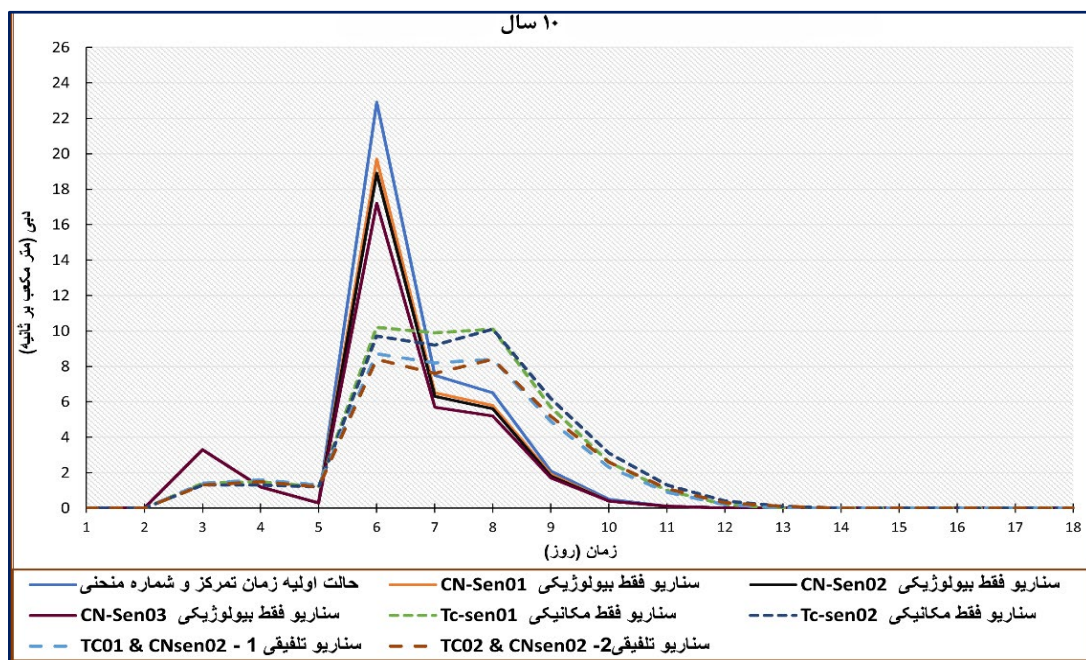 ۱۰ سال
26
24
22
20
18
16
14
12
10
8
6
4
2
0
دبی (متر مکعب بر ثانیه)
1 2 3 4 5 6 7 8 9 10 11 12 13 14 15 16 17 18
زمان (روز)
حالت اولیه زمان تمرکز و شماره منحنی
سناریو فقط بیولوژیکی CN-Sen01
سناریو فقط بیولوژیکی CN-Sen02
سناریو فقط بیولوژیکی CN-Sen03
سناریو فقط مکانیکی Tc-sen01
سناریو فقط مکانیکی Tc-sen02
سناریو تلفیقی 1 - TC01 & CNsen02
سناریو تلفیقی2- TC02 & CNsen02